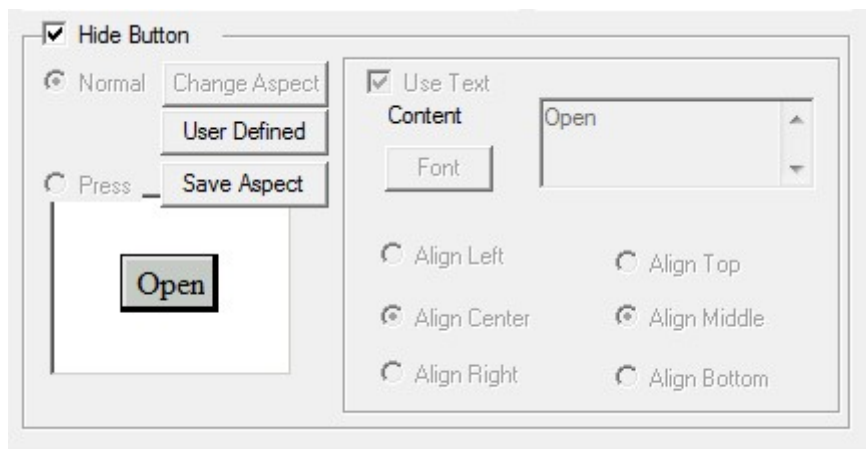 Hide Button
Normal
Change Aspect
User Defined
Press
Save Aspect
Open
Use Text
Content
Open
Font
Align Left
Align Top
Align Center
Align Middle
Align Right
Align Bottom